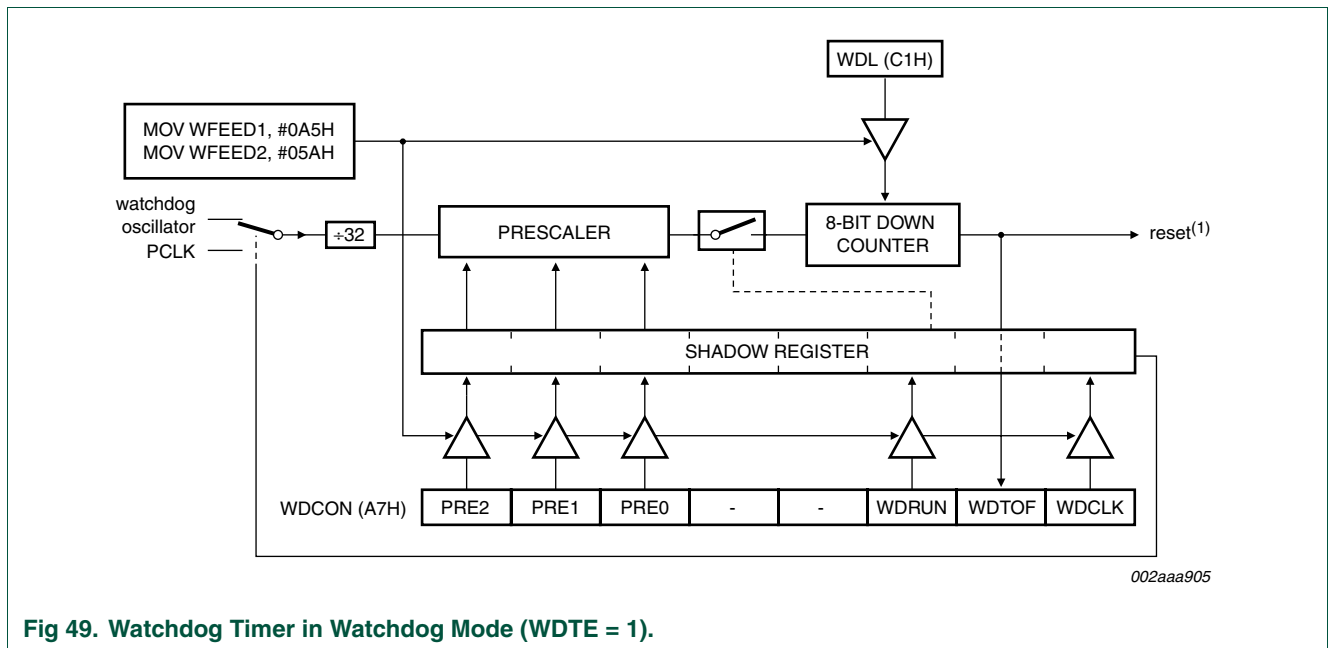 WDL (C1H)
MOV WFEED1, #0A5H
MOV WFEED2, #05AH
watchdog
oscillator
PCLK
÷32
PRESCALER
8-BIT DOWN
COUNTER
reset(1)
SHADOW REGISTER
WDCON (A7H) PRE2 PRE1 PRE0 - - WDRUN WDTOF WDCLK
002aaa905
Fig 49. Watchdog Timer in Watchdog Mode (WDTE = 1).